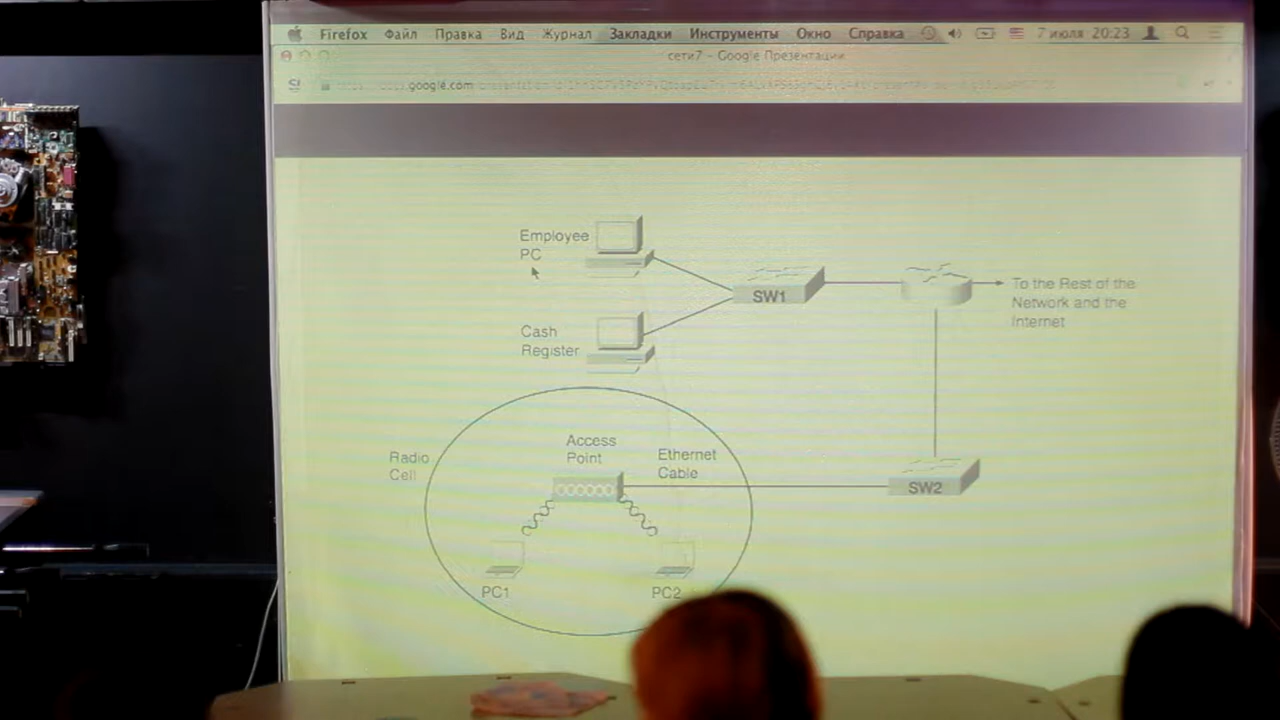 Firefox Файл Правка Вид Журнал Закладки Инструменты Окно Справка 7 июля 20:23
сети7 – Google Презентации
google.com
Employee
PC
SW1
To the Rest of the
Network and the
Internet
Cash
Register
Access
Point
Ethernet
Cable
Radio
Cell
SW2
PC1
PC2